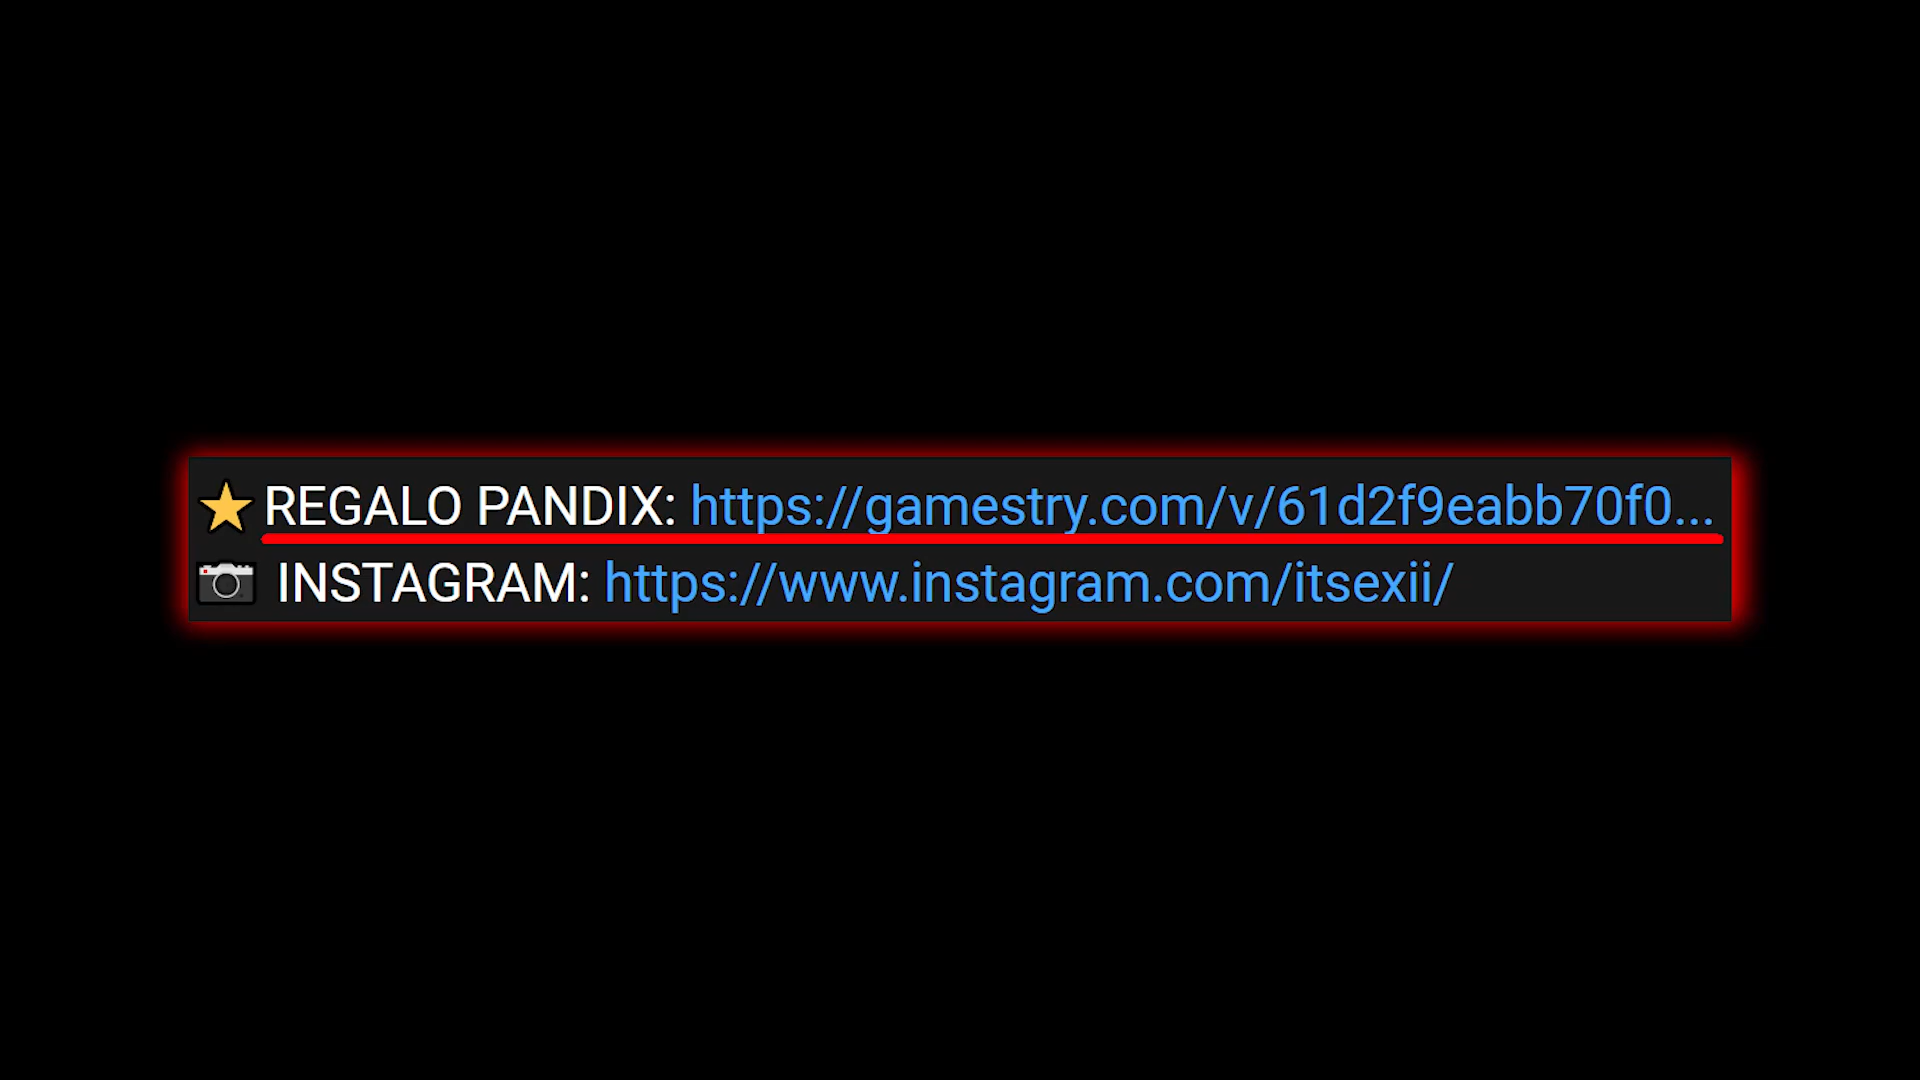 ⭐REGALO PANDIX: https://gamestry.com/v/61d2f9eabb70f0...
📷 INSTAGRAM: https://www.instagram.com/itsexii/